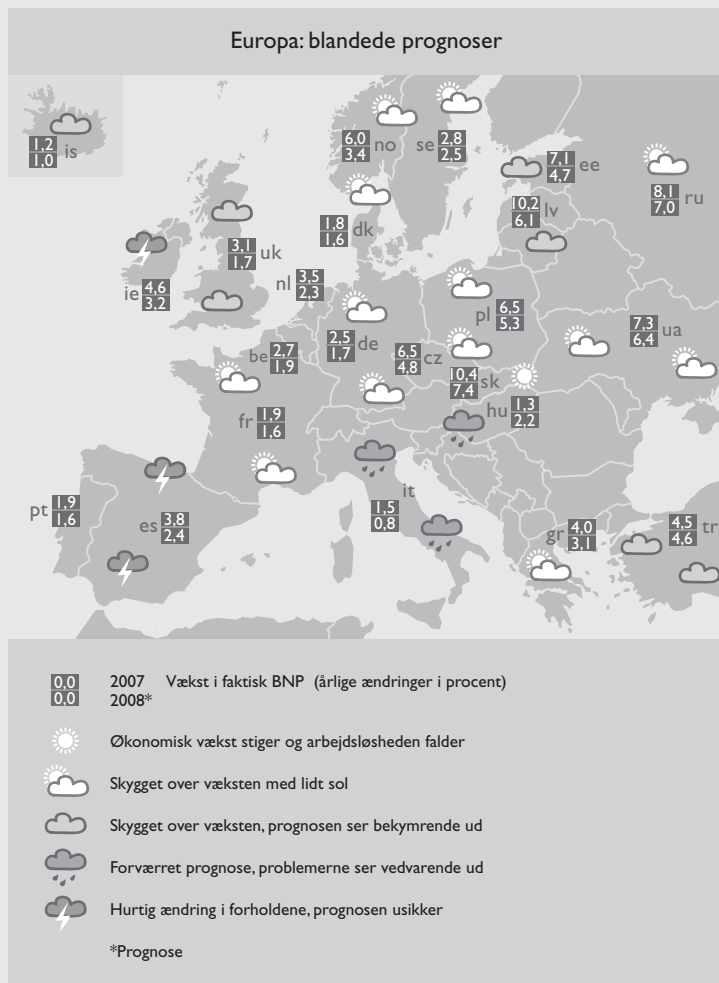 Europa: blandede prognoser
1,2
1,0
is
6,0
3,4
no
se
2,8
2,5
7,1
4,7
ee
8,1
7,0
ru
10,2
6,1
lv
1,8
1,6
dk
3,1
1,7
uk
ie
4,6
3,2
nl
3,5
2,3
pl
6,5
5,3
7,3
6,4
ua
be
2,7
1,9
2,5
1,7
de
6,5
4,8
cz
10,4
7,4
sk
hu
1,3
2,2
fr
1,9
1,6
it
1,5
0,8
pt
1,9
1,6
es
3,8
2,4
gr
4,0
3,1
4,5
4,6
tr
0,0 2007 Vækst i faktisk BNP (årlige ændringer i procent)
0,0 2008*
Økonomisk vækst stiger og arbejdsløsheden falder
Skygget over væksten med lidt sol
Skygget over væksten, prognosen ser bekymrende ud
Forværret prognose, problemerne ser vedvarende ud
Hurtig ændring i forholdene, prognosen usikker
*Prognose